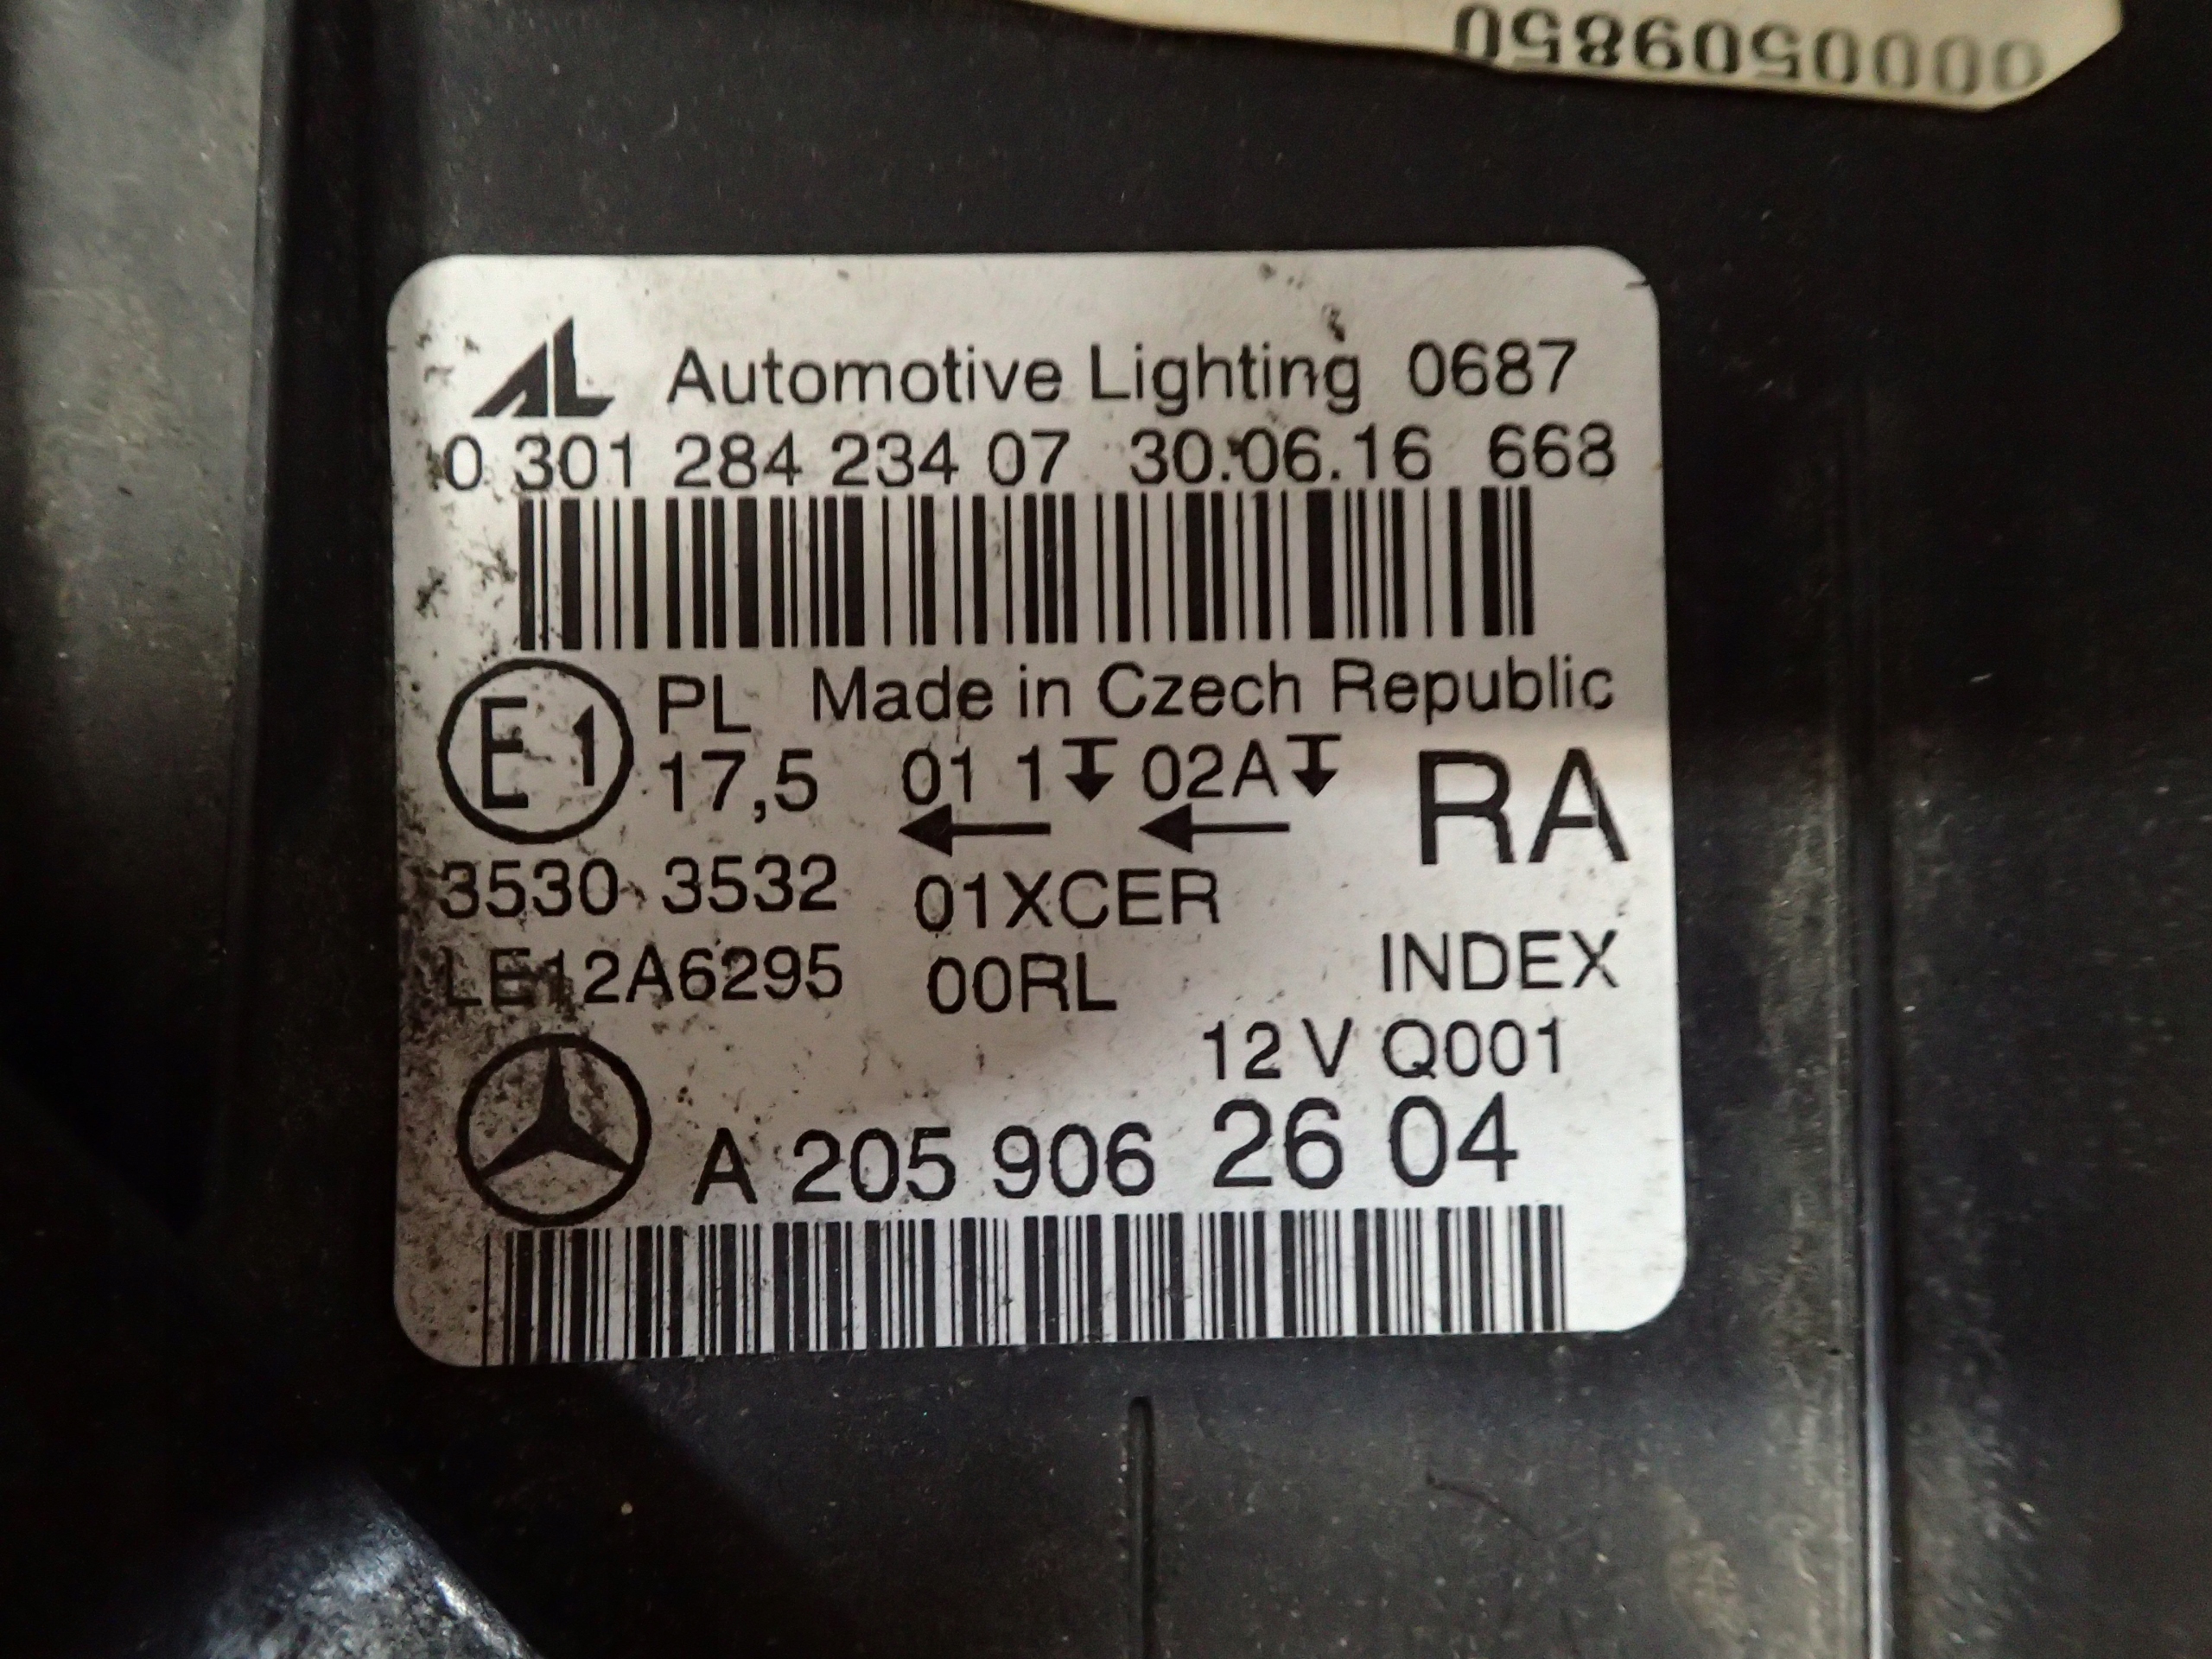 0000509850
AL Automotive Lighting 0687
0 301 284 234 07 30.06.16 668
E1 PL Made in Czech Republic
17,5 01 1 02A RA
3530 3532 01XCER
LE12A6295 00RL INDEX
12 V Q001
A 205 906 26 04